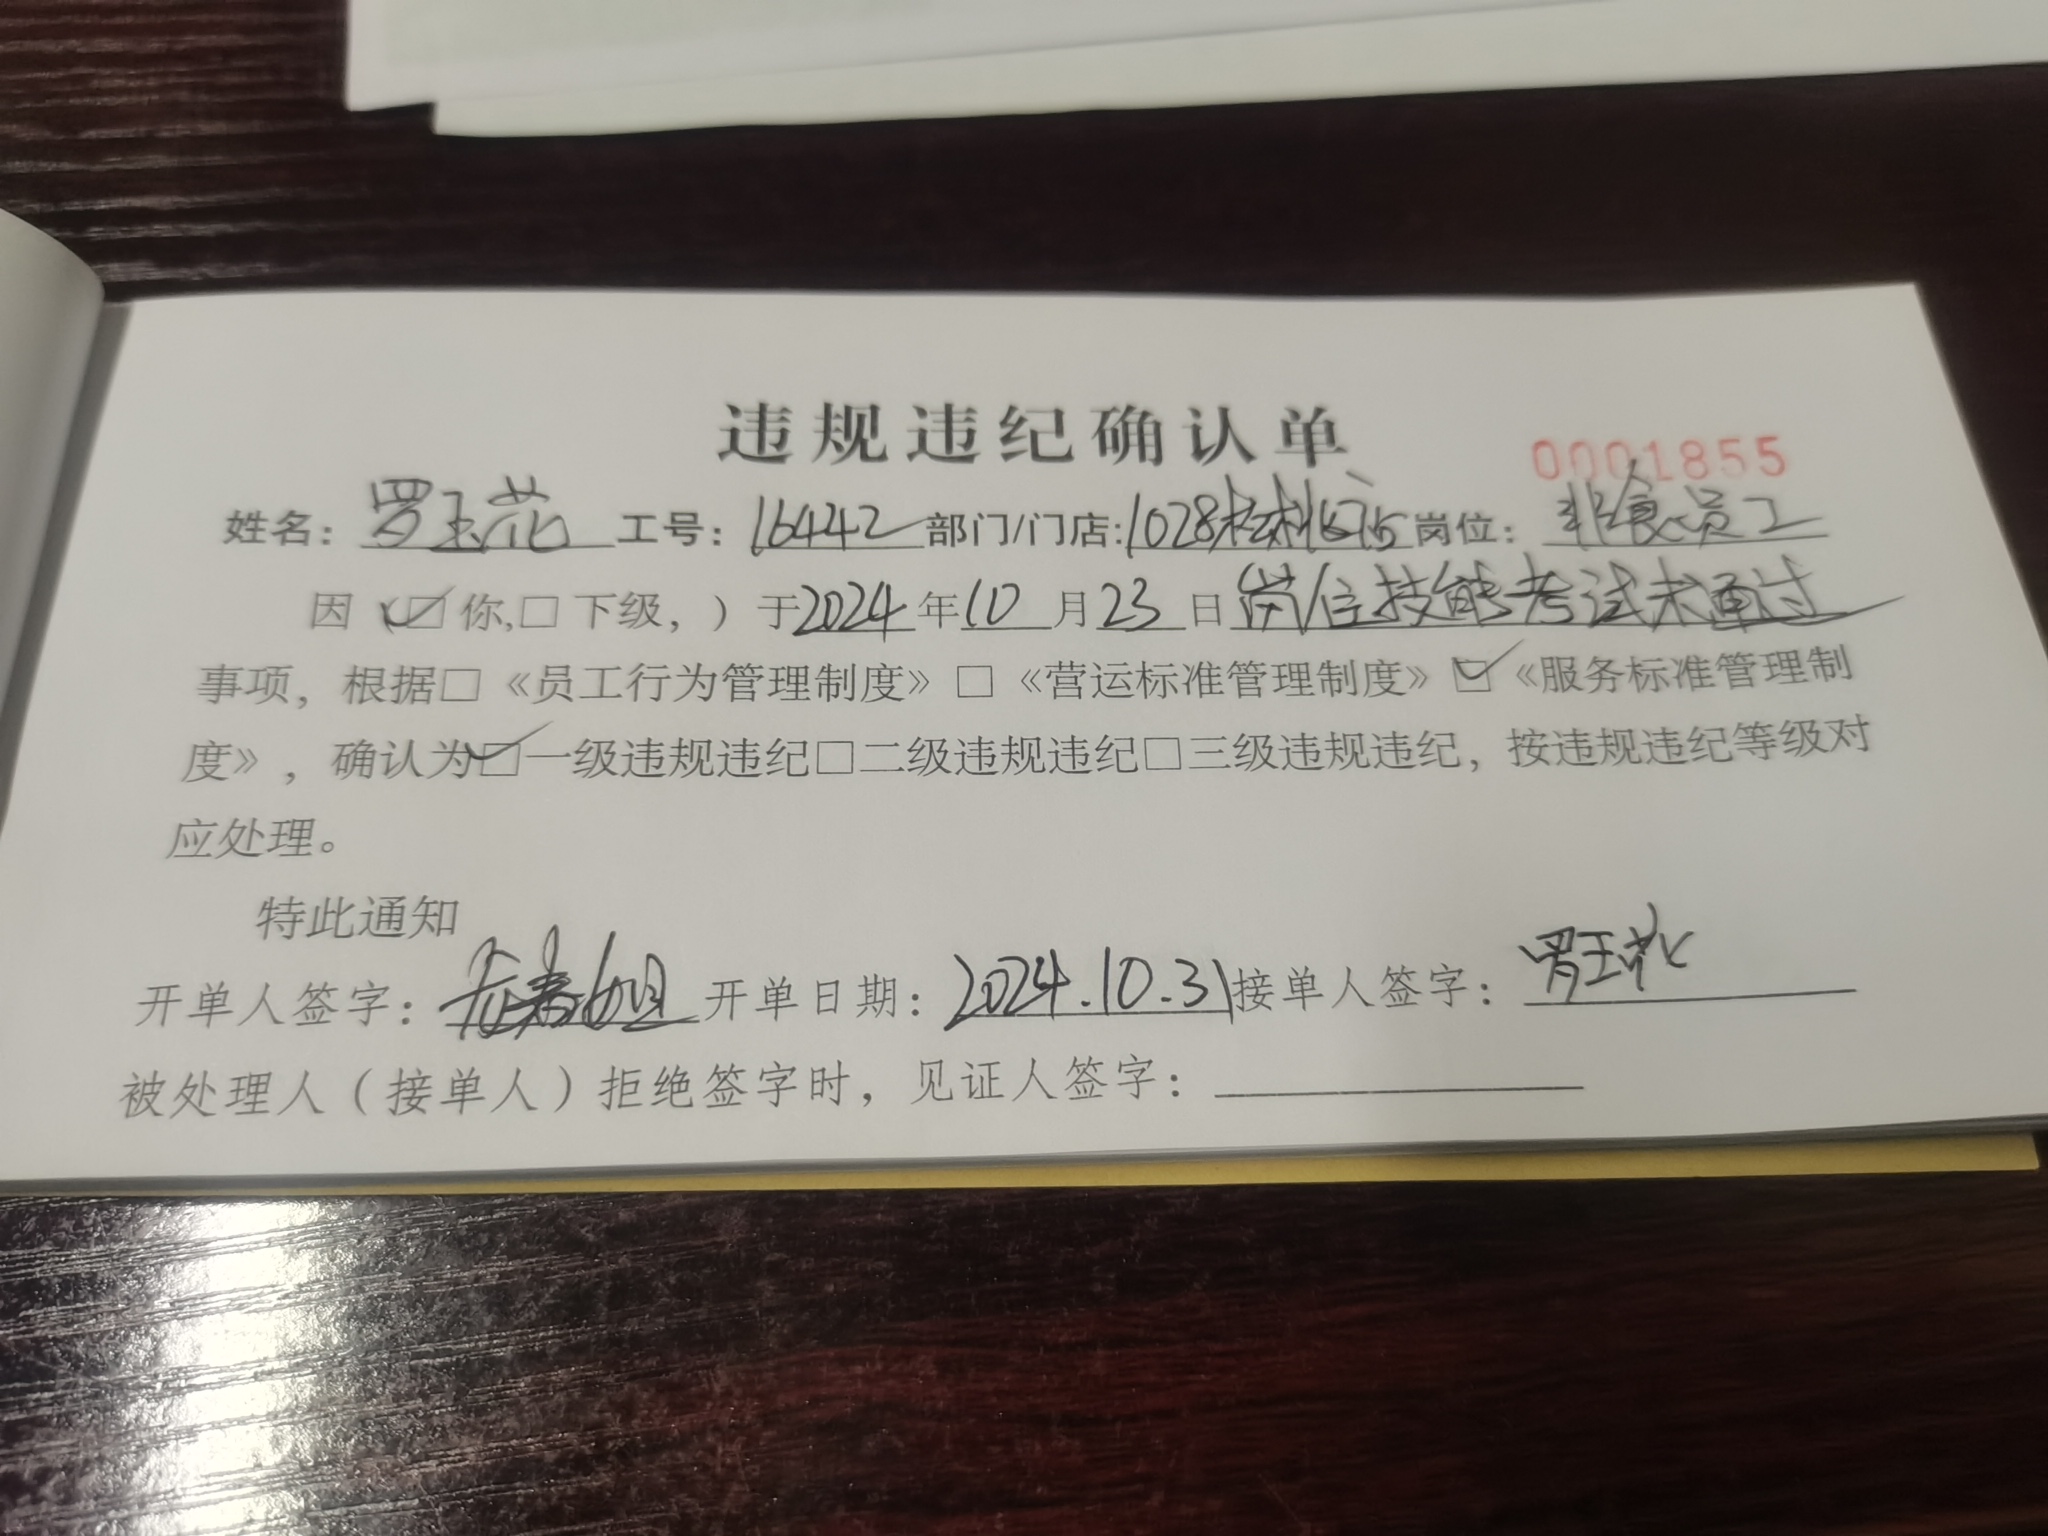 违规违纪确认单
0001855
姓名：罗玉花 工号：16442 部门/门店：1028 岗位：非食员工
因（☑你,□下级，）于2024年10月23日岗位技能考试未通过
事项，根据□《员工行为管理制度》□《营运标准管理制度》☑《服务标准管理制
度》，确认为☑一级违规违纪□二级违规违纪□三级违规违纪，按违规违纪等级对
应处理。
特此通知
开单人签字： 开单日期：2024.10.31 接单人签字：罗玉花
被处理人（接单人）拒绝签字时，见证人签字：